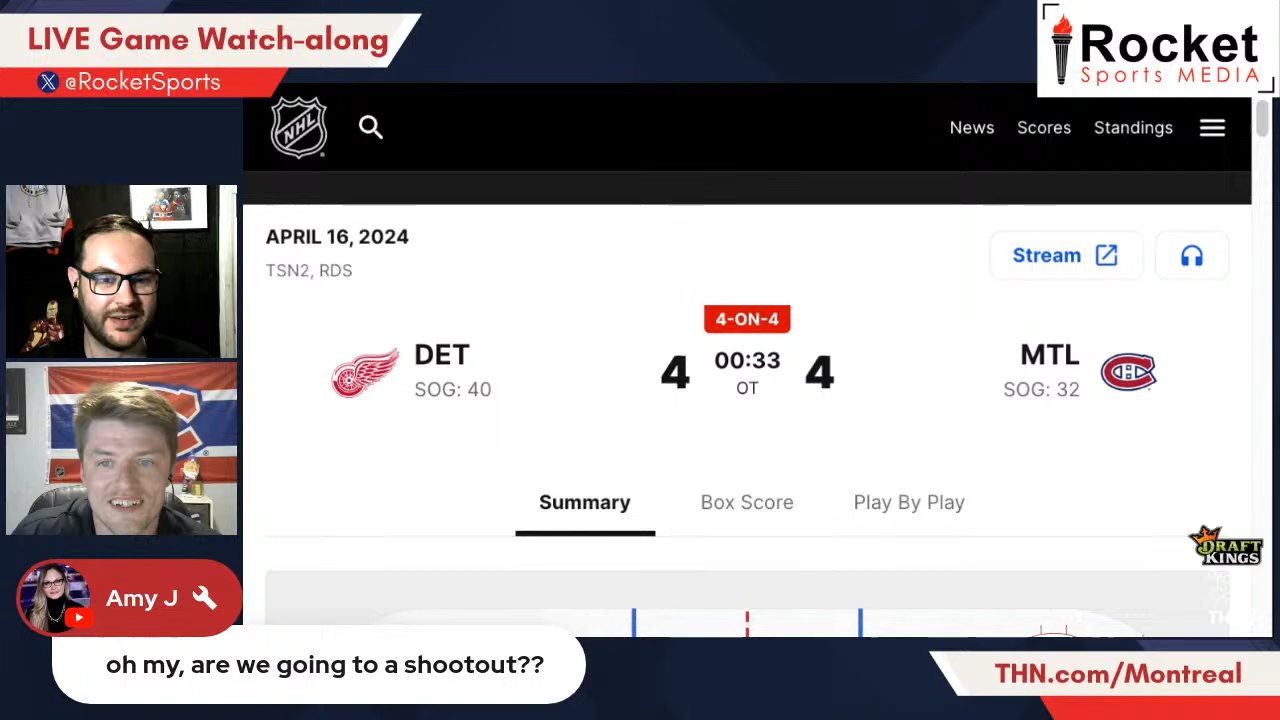 LIVE Game Watch-along
@RocketSports
Rocket
Sports MEDIA
NHL
News Scores Standings
APRIL 16, 2024
TSN2, RDS
Stream
4-ON-4
DET
SOG: 40
4
00:33
OT
4
MTL
SOG: 32
Summary Box Score Play By Play
DRAFT
KINGS
Amy J
oh my, are we going to a shootout??
THN.com/Montreal